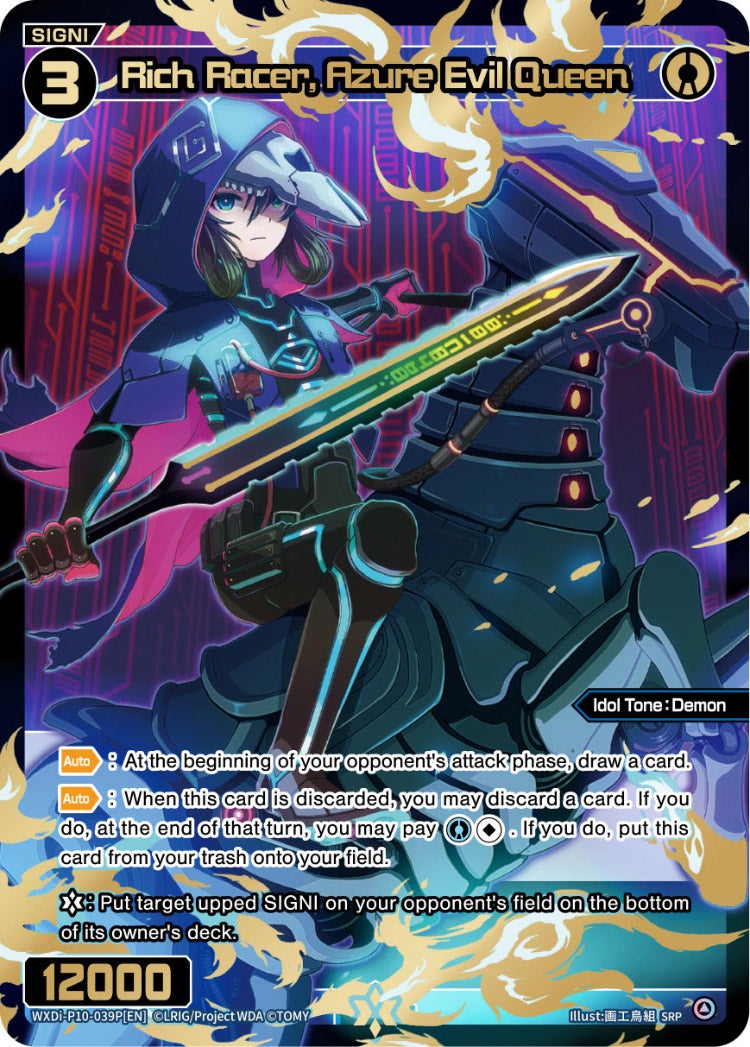 SIGNI
3
Rich Racer, Azure Evil Queen
Idol Tone:Demon
Auto : At the beginning of your opponent's attack phase, draw a card.
Auto : When this card is discarded, you may discard a card. If you
do, at the end of that turn, you may pay . If you do, put this
card from your trash onto your field.
: Put target upped SIGNI on your opponent's field on the bottom
of its owner's deck.
12000
WXDi-P10-039P[EN] ©LRIG/Project WDA ©TOMY
Illust:画工鳥組 SRP